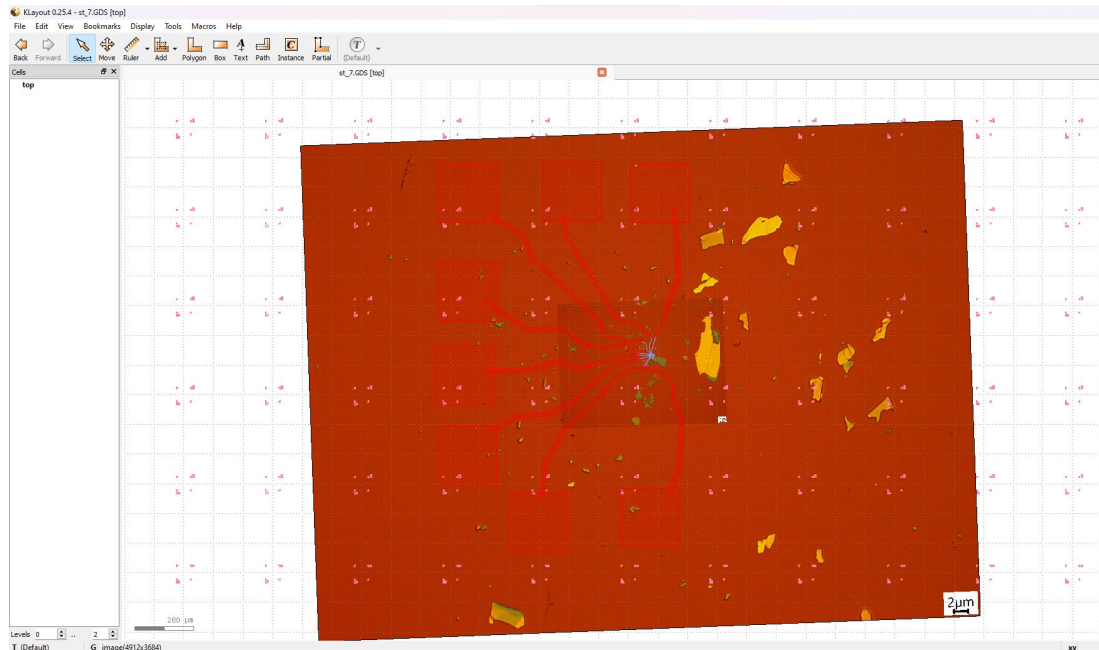 KLayout 0.25.4 - st_7.GDS [top]
File Edit View Bookmarks Display Tools Macros Help
Back Forward Select Move Ruler Add Polygon Box Text Path Instance Partial (Default)
Cells
st_7.GDS [top]
top
2µm
200 µm
Levels 0 .. 2
T (Default) G image(4912x3684) xy